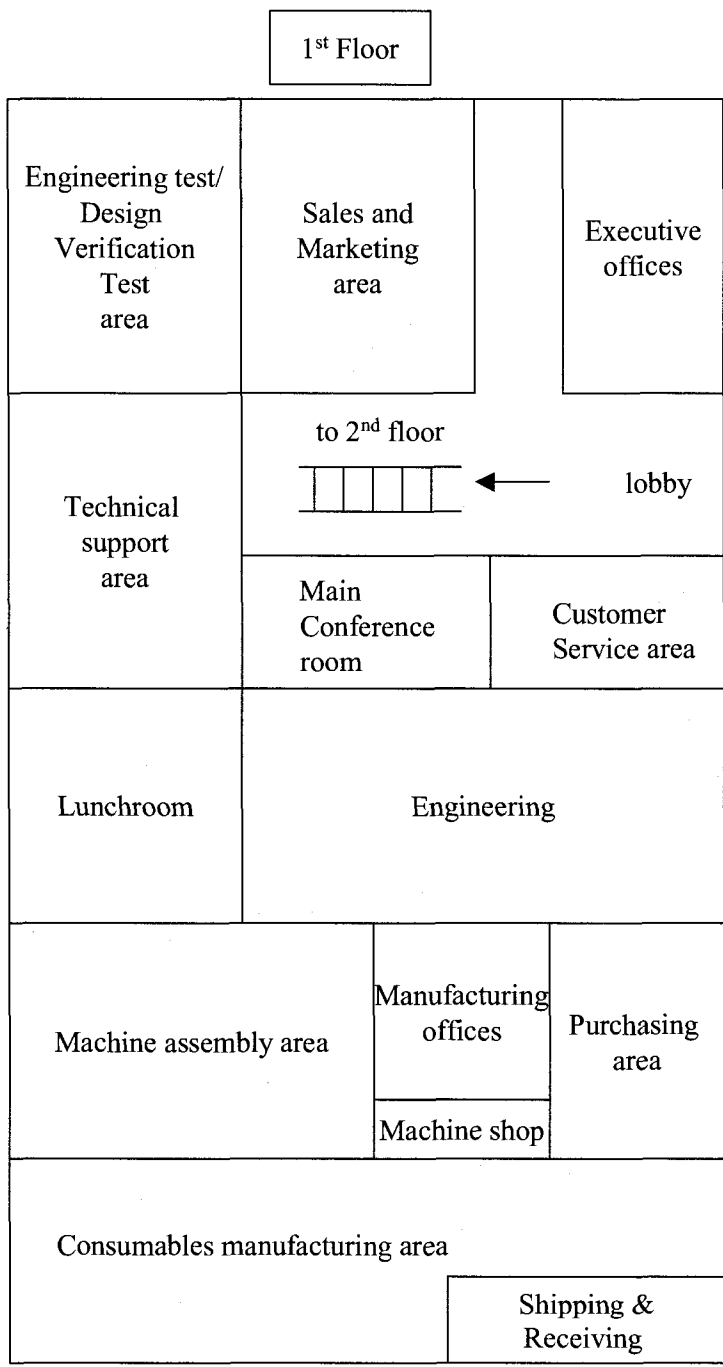 1st Floor
Engineering test/
Design
Verification
Test
area
Sales and
Marketing
area
Executive
offices
to 2nd floor
lobby
Technical
support
area
Main
Conference
room
Customer
Service area
Lunchroom
Engineering
Machine assembly area
Manufacturing
offices
Purchasing
area
Machine shop
Consumables manufacturing area
Shipping &
Receiving